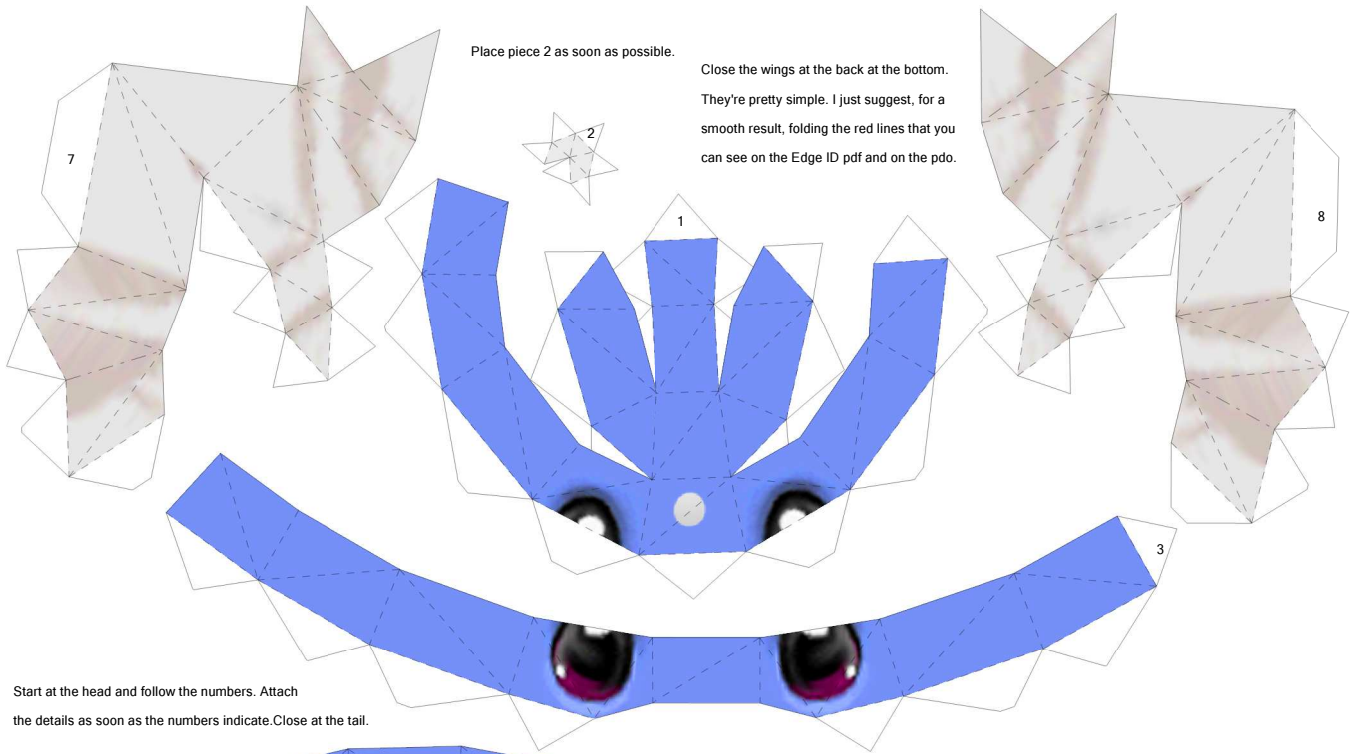 Place piece 2 as soon as possible.
Close the wings at the back at the bottom.
They're pretty simple. I just suggest, for a
smooth result, folding the red lines that you
can see on the Edge ID pdf and on the pdo.
2
7
1
8
3
Start at the head and follow the numbers. Attach
the details as soon as the numbers indicate.Close at the tail.